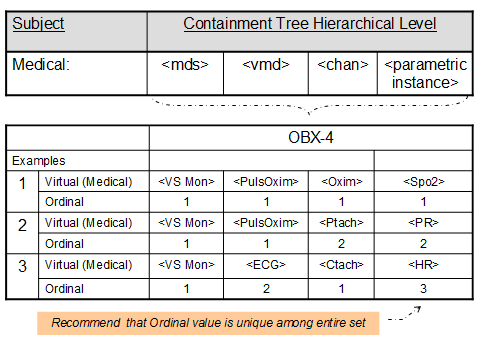 Subject Containment Tree Hierarchical Level
Medical: <mds> <vmd> <chan> <parametric
instance>
OBX-4
Examples
1 Virtual (Medical) <VS Mon> <PulsOxim> <Oxim> <Spo2>
Ordinal 1 1 1 1
2 Virtual (Medical) <VS Mon> <PulsOxim> <Ptach> <PR>
Ordinal 1 1 2 2
3 Virtual (Medical) <VS Mon> <ECG> <Ctach> <HR>
Ordinal 1 2 1 3
Recommend that Ordinal value is unique among entire set